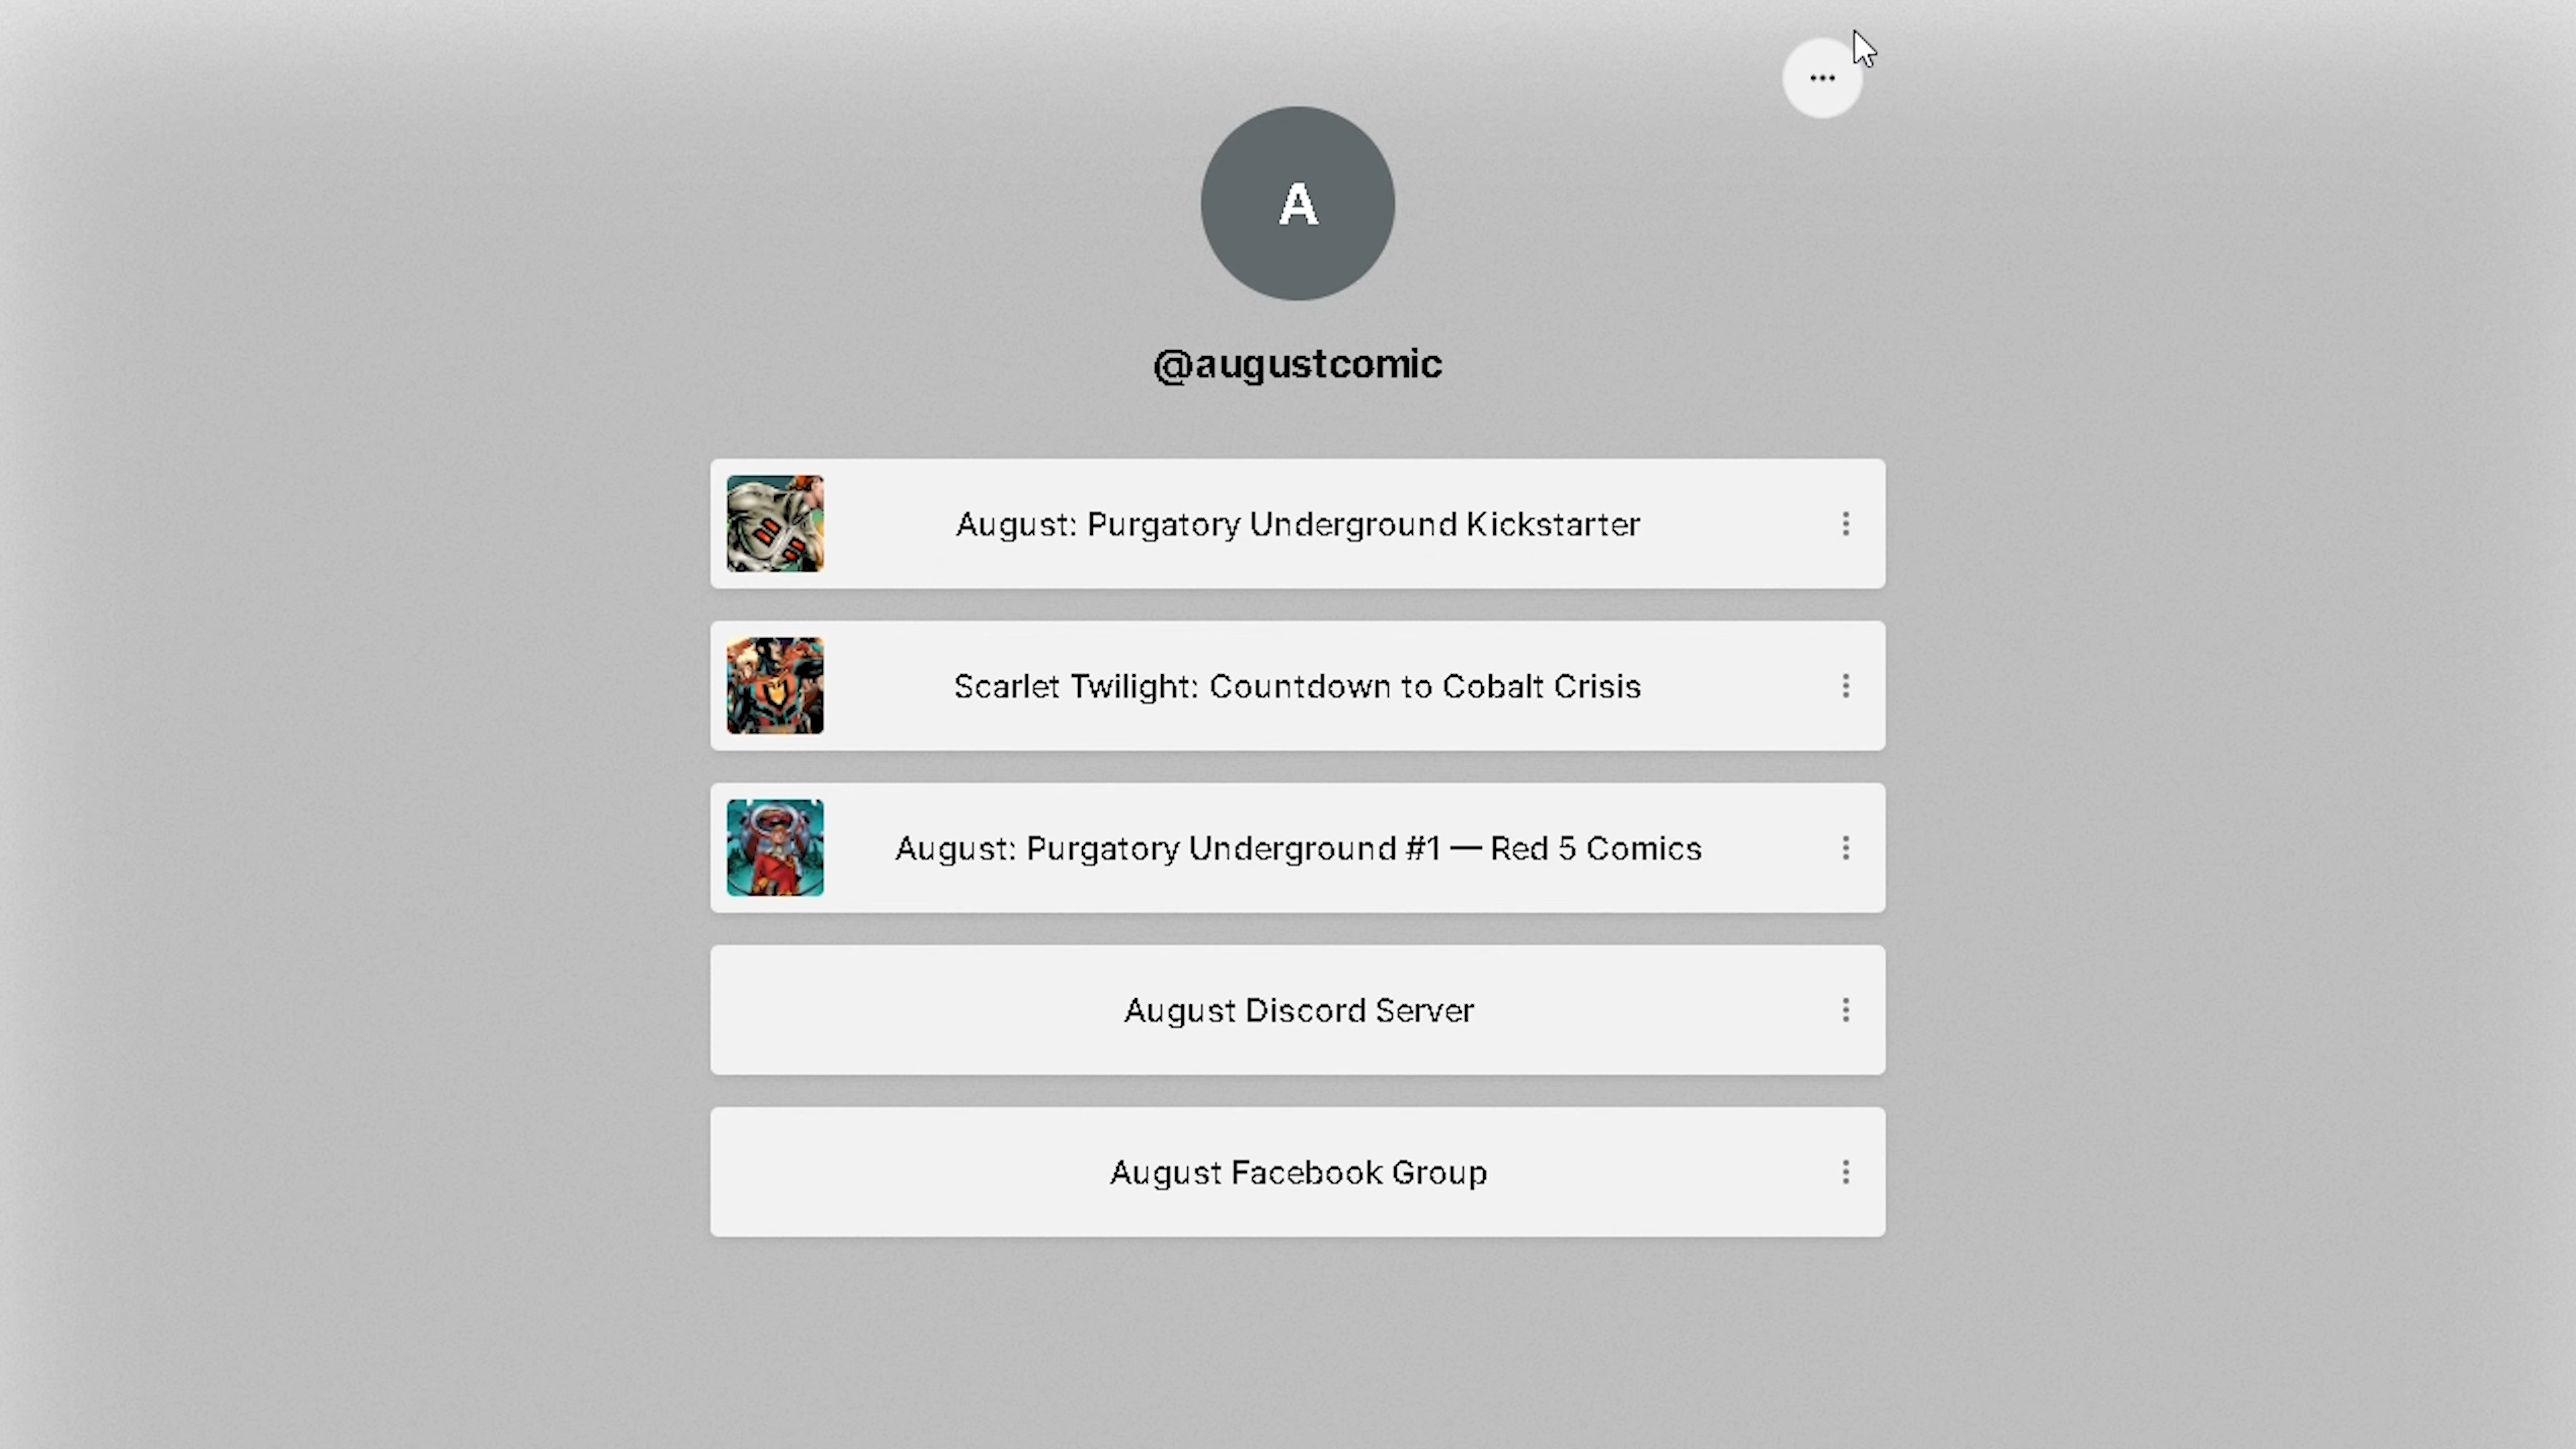 A
@augustcomic
August: Purgatory Underground Kickstarter
Scarlet Twilight: Countdown to Cobalt Crisis
August: Purgatory Underground #1 — Red 5 Comics
August Discord Server
August Facebook Group